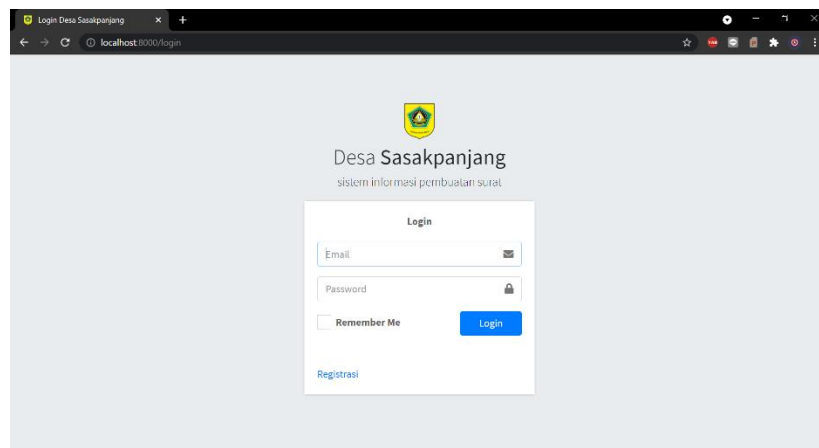 Login Desa Sasakpanjang
localhost:8000/login
Desa Sasakpanjang
sistem informasi pembuatan surat
Login
Email
Password
Remember Me
Login
Registrasi